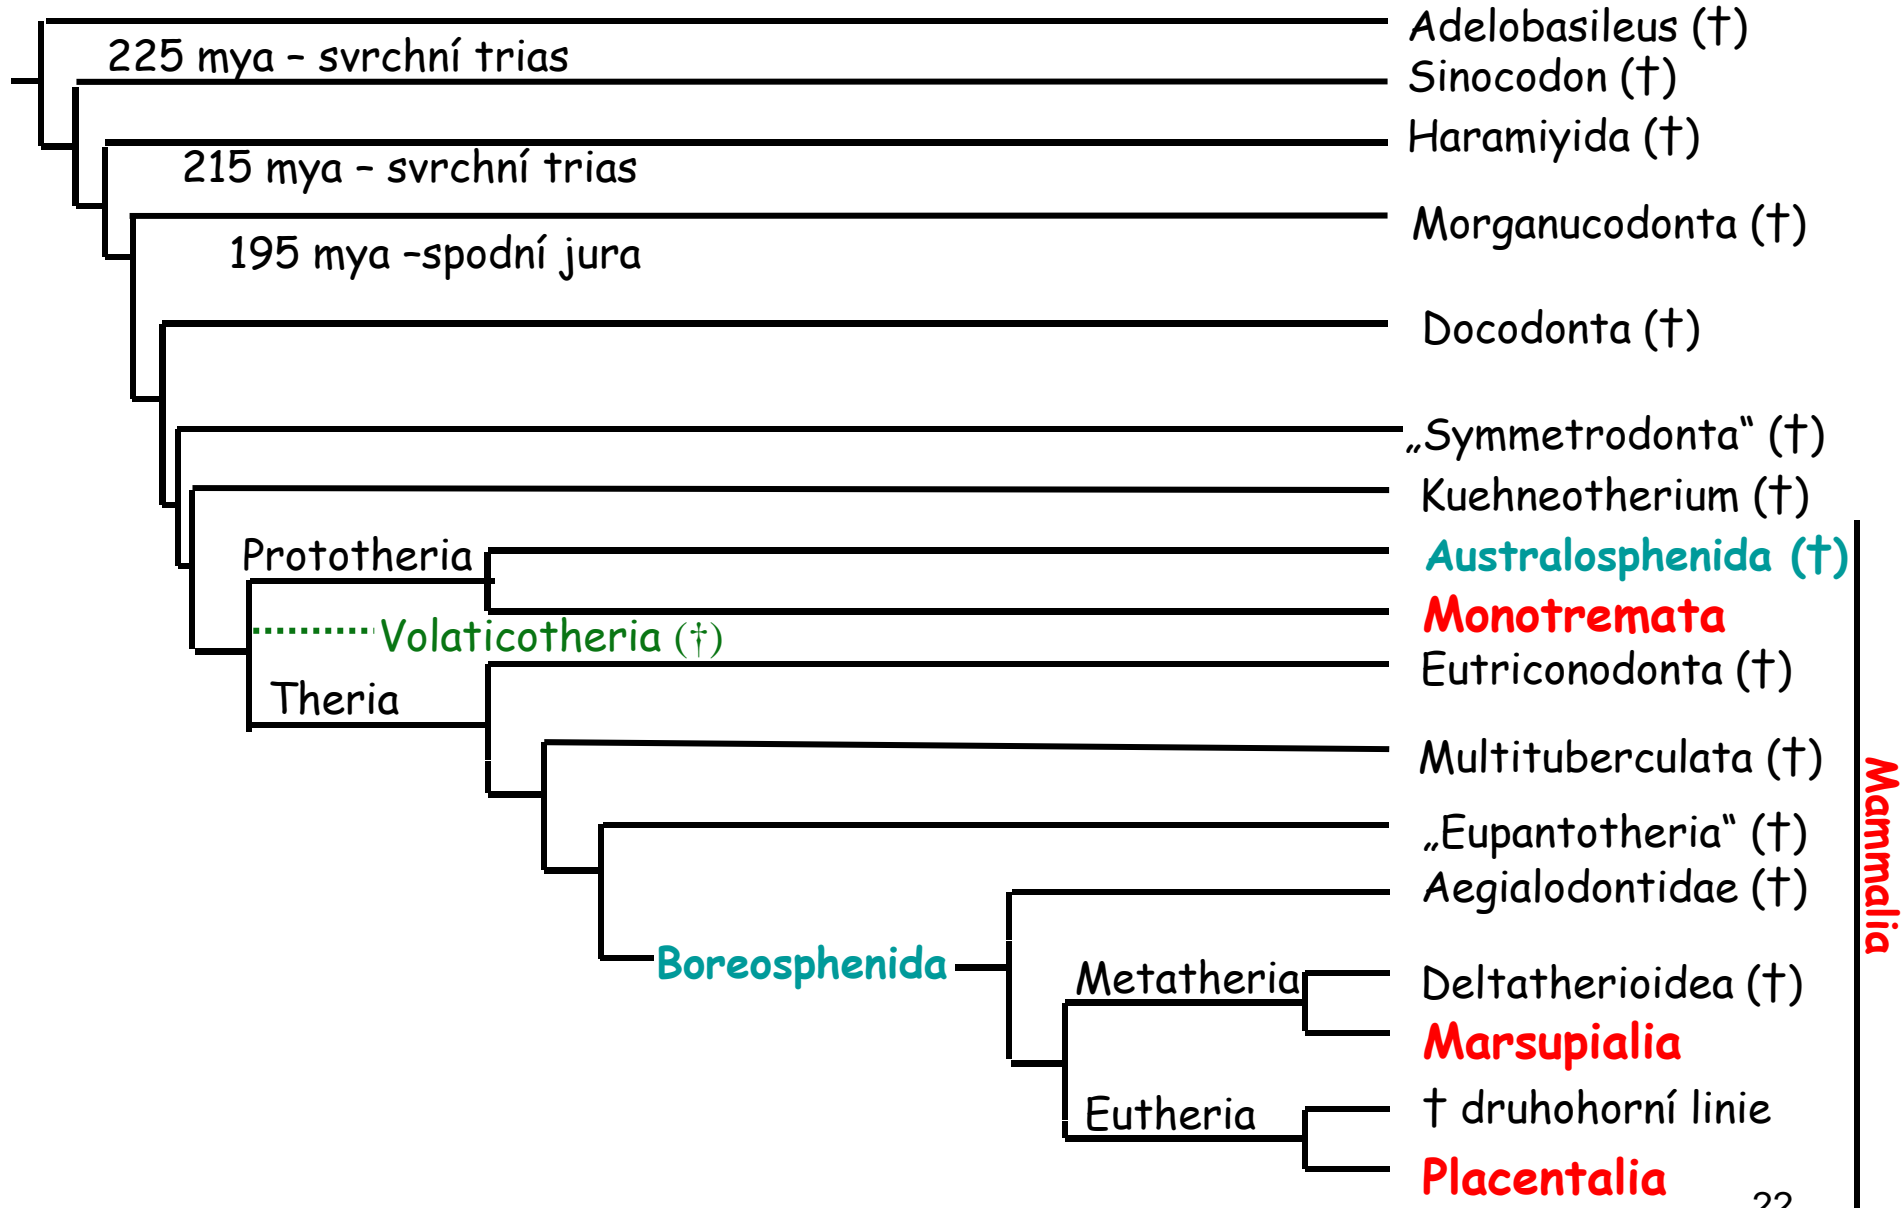 Adelobasileus (†)
225 mya – svrchní trias
Sinocodon (†)
Haramiyida (†)
215 mya – svrchní trias
Morganucodonta (†)
195 mya –spodní jura
Docodonta (†)
„Symmetrodonta“ (†)
Kuehneotherium (†)
Prototheria
Australosphenida (†)
Monotremata
Volaticotheria (†)
Eutriconodonta (†)
Theria
Multituberculata (†)
Mammalia
„Eupantotheria“ (†)
Aegialodontidae (†)
Boreosphenida
Metatheria
Deltatherioidea (†)
Marsupialia
Eutheria
† druhohorní linie
Placentalia
22